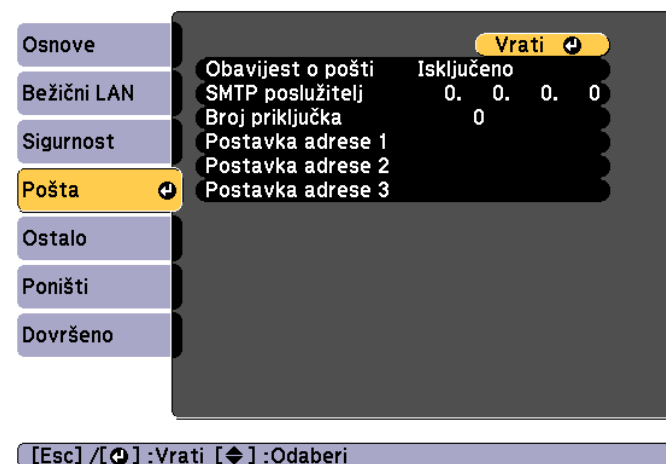 Osnove
Bežični LAN
Sigurnost
Pošta
Ostalo
Poništi
Dovršeno
Vrati
Obavijest o pošti Isključeno
SMTP poslužitelj 0. 0. 0. 0
Broj priključka 0
Postavka adrese 1
Postavka adrese 2
Postavka adrese 3
[Esc] /[⏎] :Vrati [◆] :Odaberi